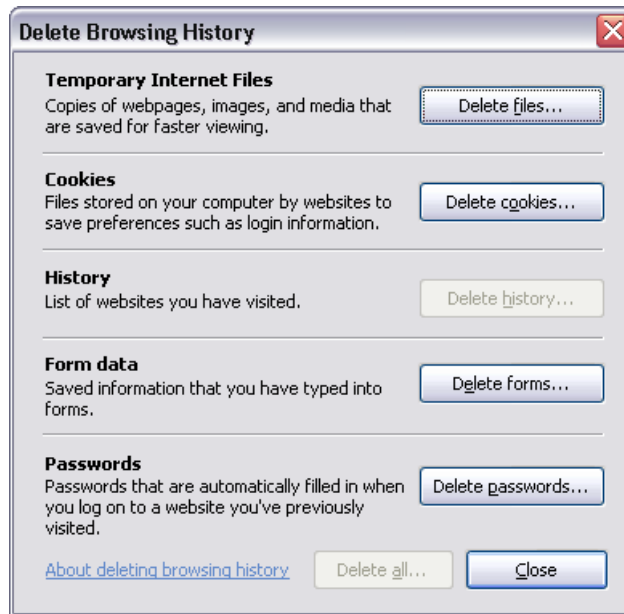 Delete Browsing History
Temporary Internet Files
Copies of webpages, images, and media that
are saved for faster viewing.
Delete files...
Cookies
Files stored on your computer by websites to
save preferences such as login information.
Delete cookies...
History
List of websites you have visited.
Delete history...
Form data
Saved information that you have typed into
forms.
Delete forms...
Passwords
Passwords that are automatically filled in when
you log on to a website you've previously
visited.
Delete passwords...
About deleting browsing history
Delete all...
Close